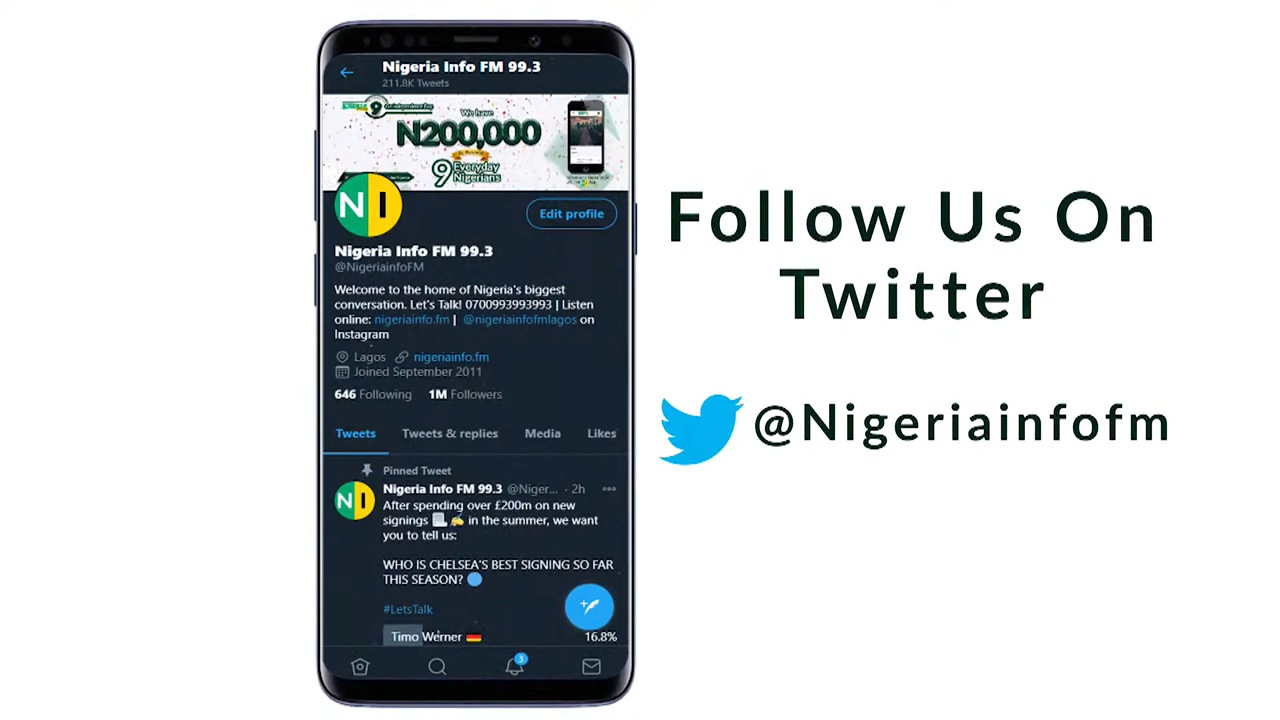 Nigeria Info FM 99.3
211.8K Tweets
We have
N200,000
9 Everyday
Nigerians
NI
Edit profile
Nigeria Info FM 99.3
@NigeriainfoFM
Welcome to the home of Nigeria's biggest
conversation. Let's Talk! 0700993993993 | Listen
online: nigeriainfo.fm | @nigeriainfofmlagos on
Instagram
Lagos nigeriainfo.fm
Joined September 2011
646 Following 1M Followers
Tweets Tweets & replies Media Likes
Pinned Tweet
NI
Nigeria Info FM 99.3 @Niger... · 2h
After spending over £200m on new
signings 📃✍ in the summer, we want
you to tell us:
WHO IS CHELSEA'S BEST SIGNING SO FAR
THIS SEASON? 🔵
#LetsTalk
Timo Werner 🇩🇪 16.8%
3
Follow Us On
Twitter
@Nigeriainfofm